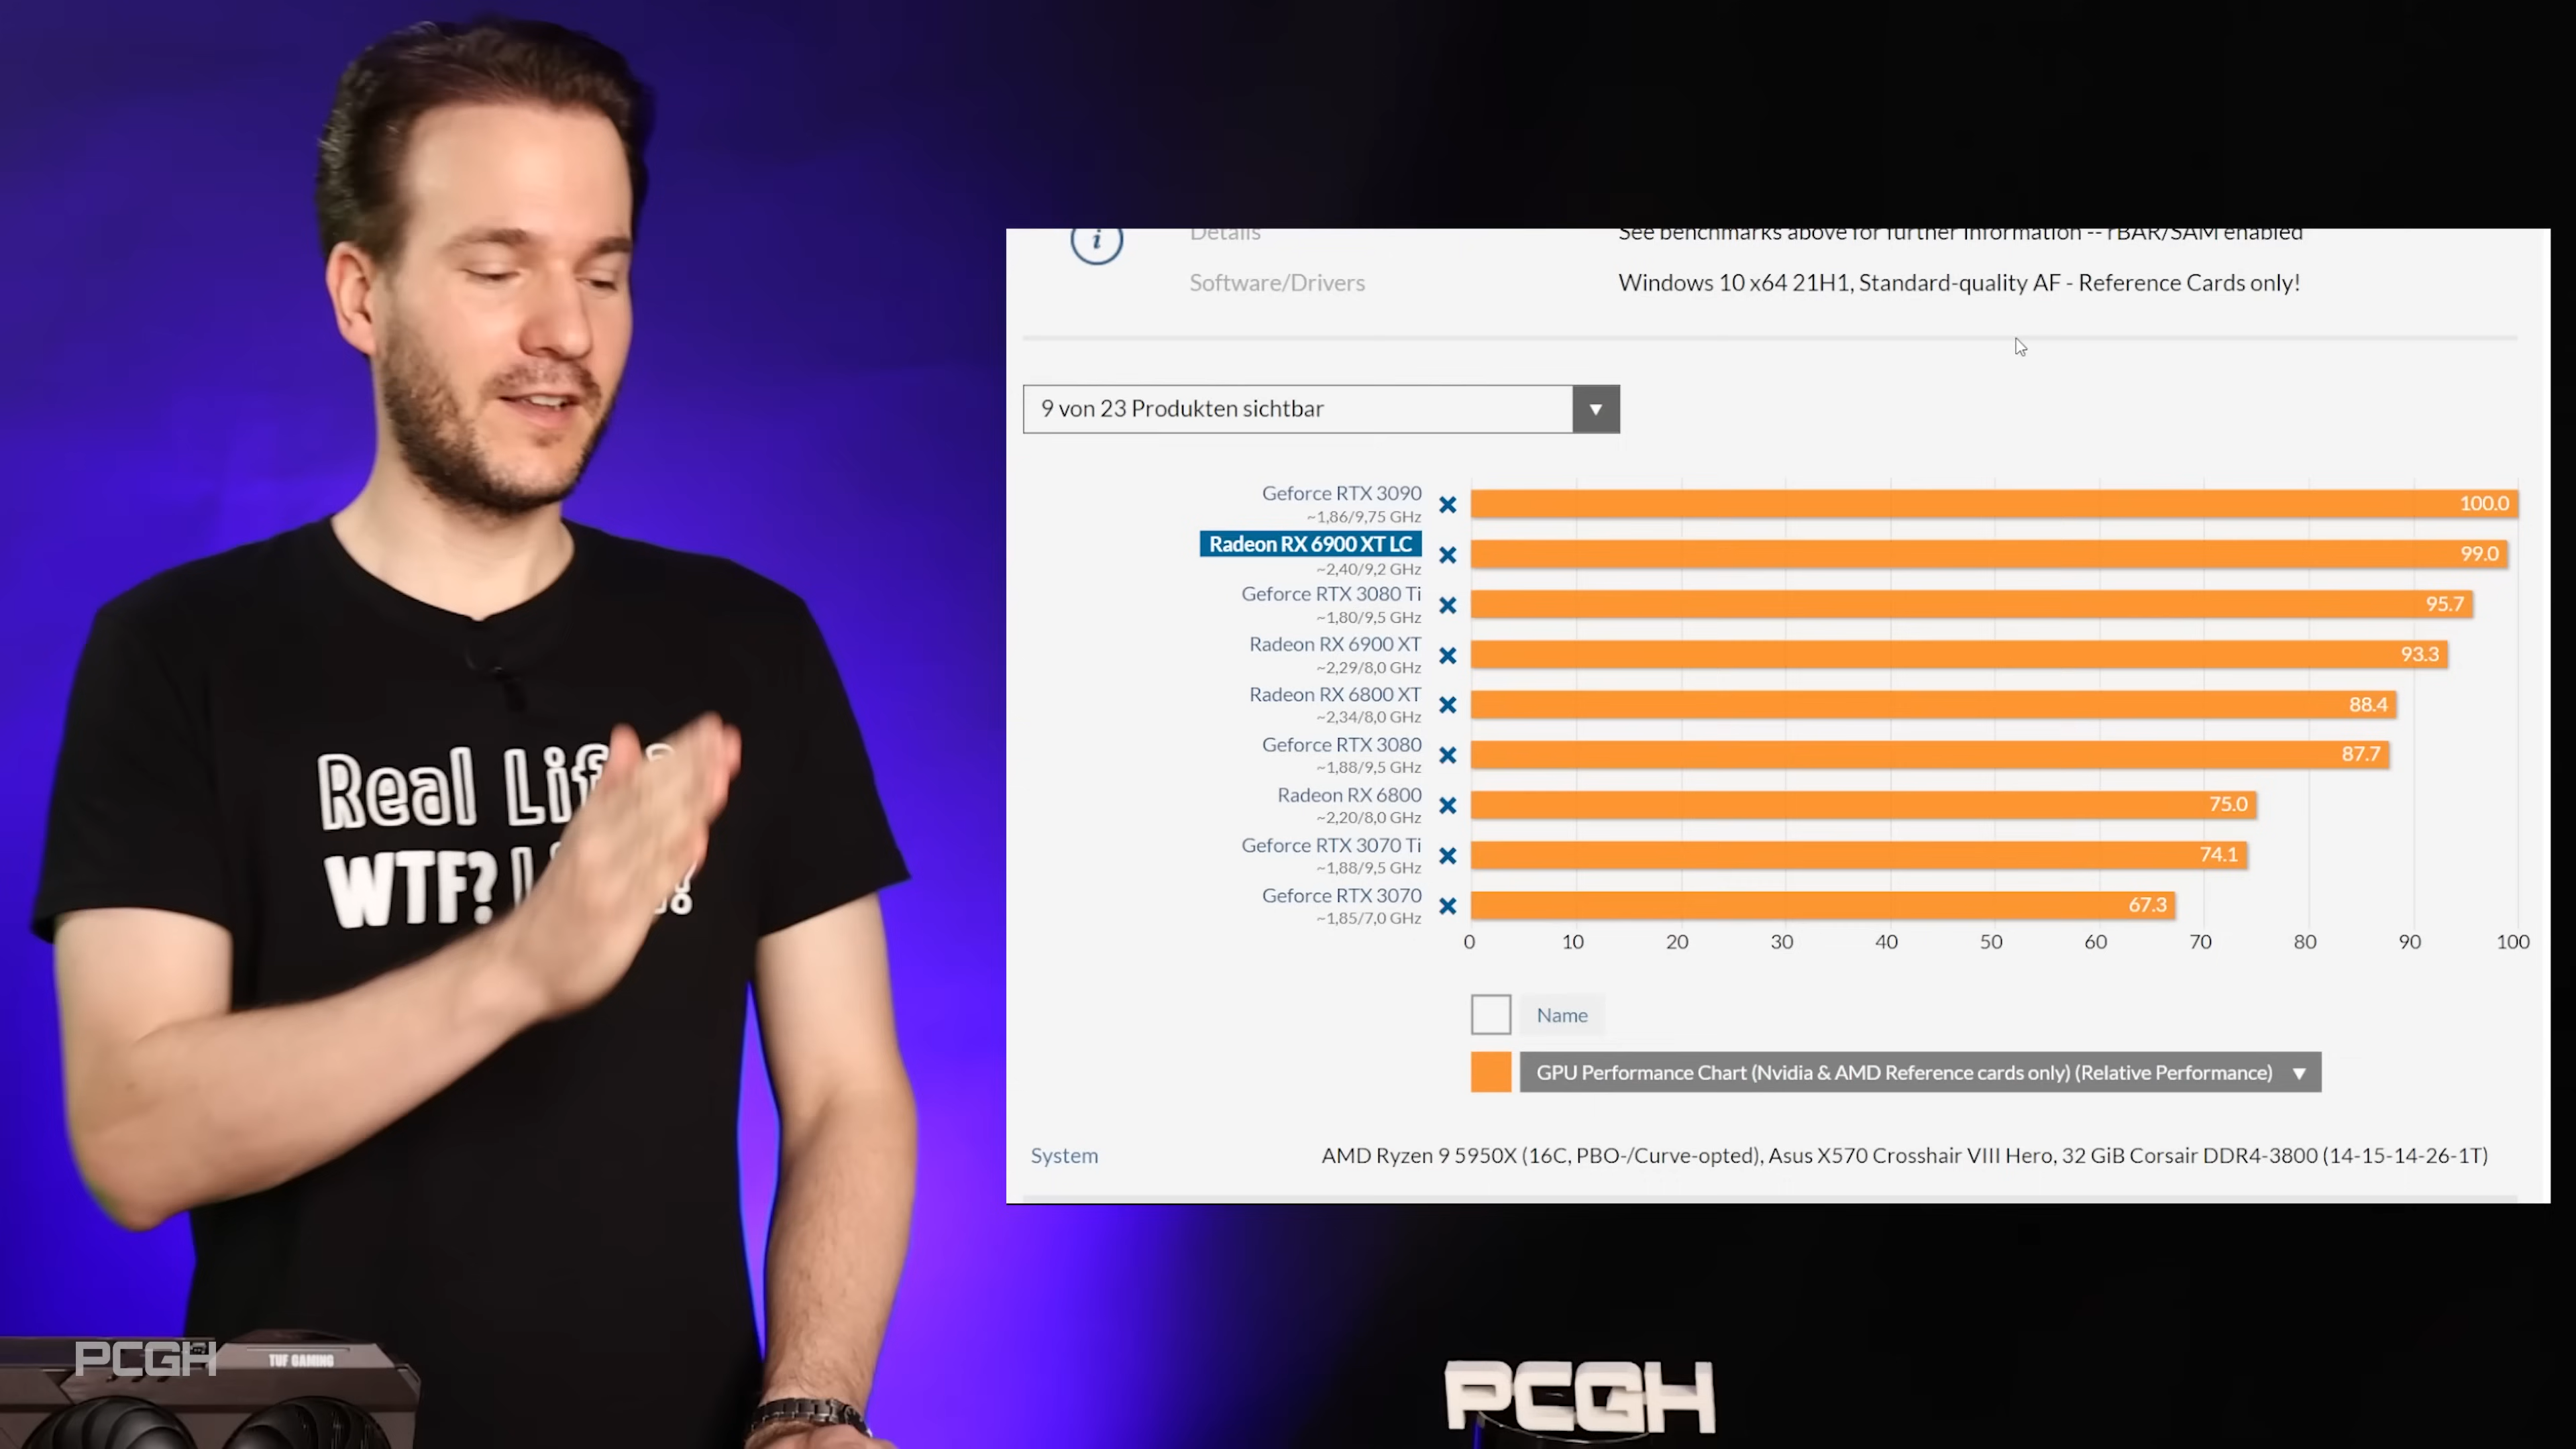 Details See benchmarks above for further information -- rBAR/SAM enabled
Software/Drivers Windows 10 x64 21H1, Standard-quality AF - Reference Cards only!
9 von 23 Produkten sichtbar
Geforce RTX 3090 100.0
~1,86/9,75 GHz
Radeon RX 6900 XT LC 99.0
~2,40/9,2 GHz
Geforce RTX 3080 Ti 95.7
~1,80/9,5 GHz
Radeon RX 6900 XT 93.3
~2,29/8,0 GHz
Radeon RX 6800 XT 88.4
~2,34/8,0 GHz
Geforce RTX 3080 87.7
~1,88/9,5 GHz
Radeon RX 6800 75.0
~2,20/8,0 GHz
Geforce RTX 3070 Ti 74.1
~1,88/9,5 GHz
Geforce RTX 3070 67.3
~1,85/7,0 GHz
0 10 20 30 40 50 60 70 80 90 100
Name
GPU Performance Chart (Nvidia & AMD Reference cards only) (Relative Performance)
System AMD Ryzen 9 5950X (16C, PBO-/Curve-opted), Asus X570 Crosshair VIII Hero, 32 GiB Corsair DDR4-3800 (14-15-14-26-1T)
Real
WTF?
PCGH
TUF GAMING
PCGH